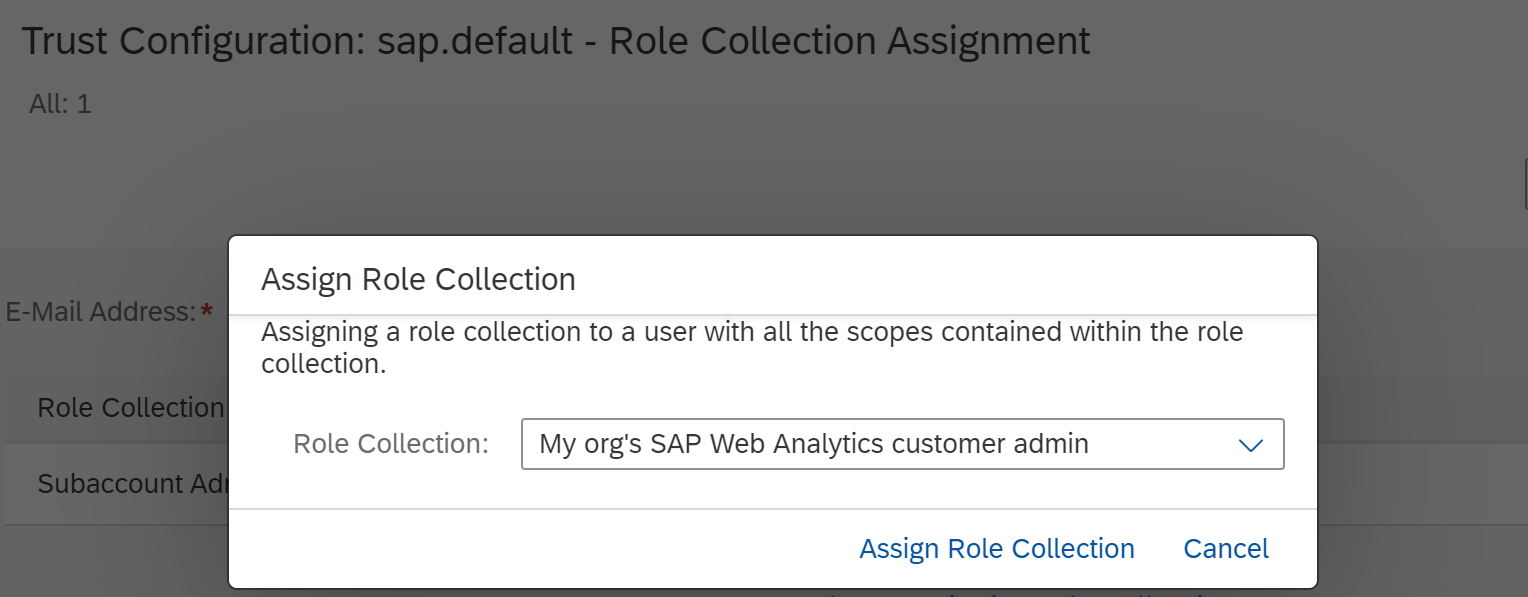 Trust Configuration: sap.default - Role Collection Assignment
All: 1
Assign Role Collection
E-Mail Address:*
Assigning a role collection to a user with all the scopes contained within the role
collection.
Role Collection
Role Collection: My org's SAP Web Analytics customer admin
Subaccount
Assign Role Collection Cancel